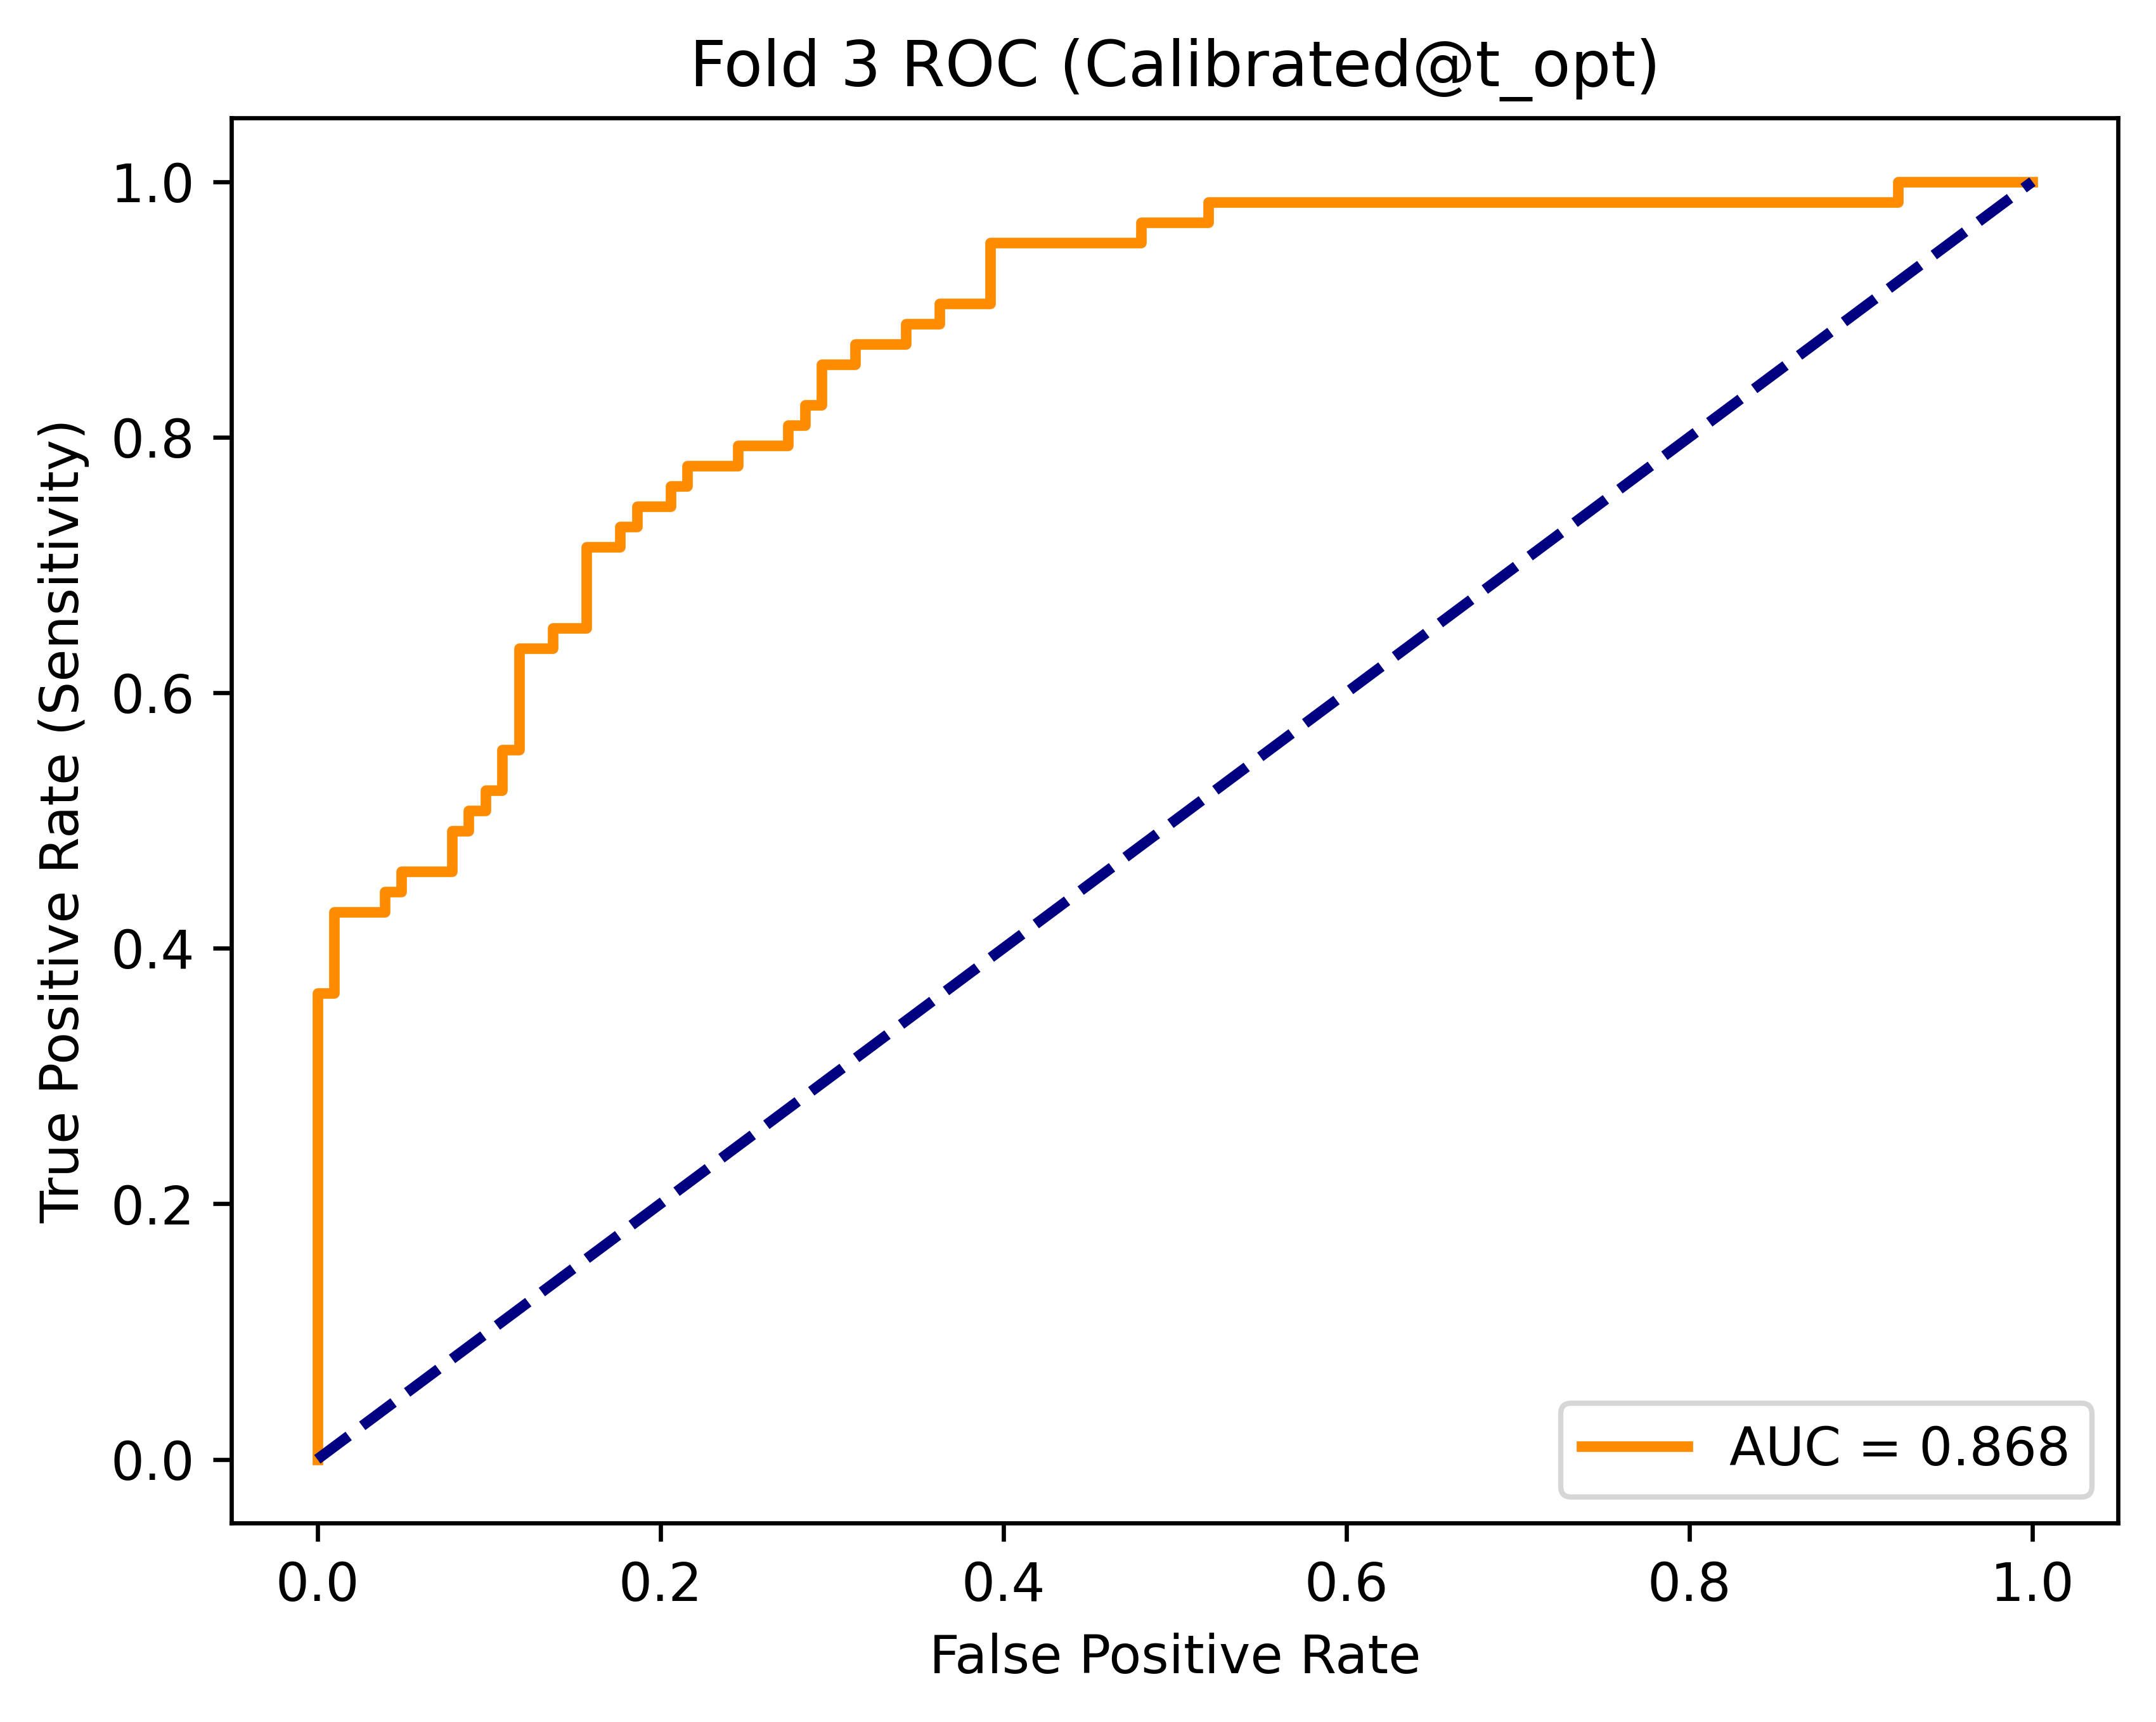 Fold 3 ROC (Calibrated@t_opt)
True Positive Rate (Sensitivity)
1.0
0.8
0.6
0.4
0.2
0.0
AUC = 0.868
0.0 0.2 0.4 0.6 0.8 1.0
False Positive Rate